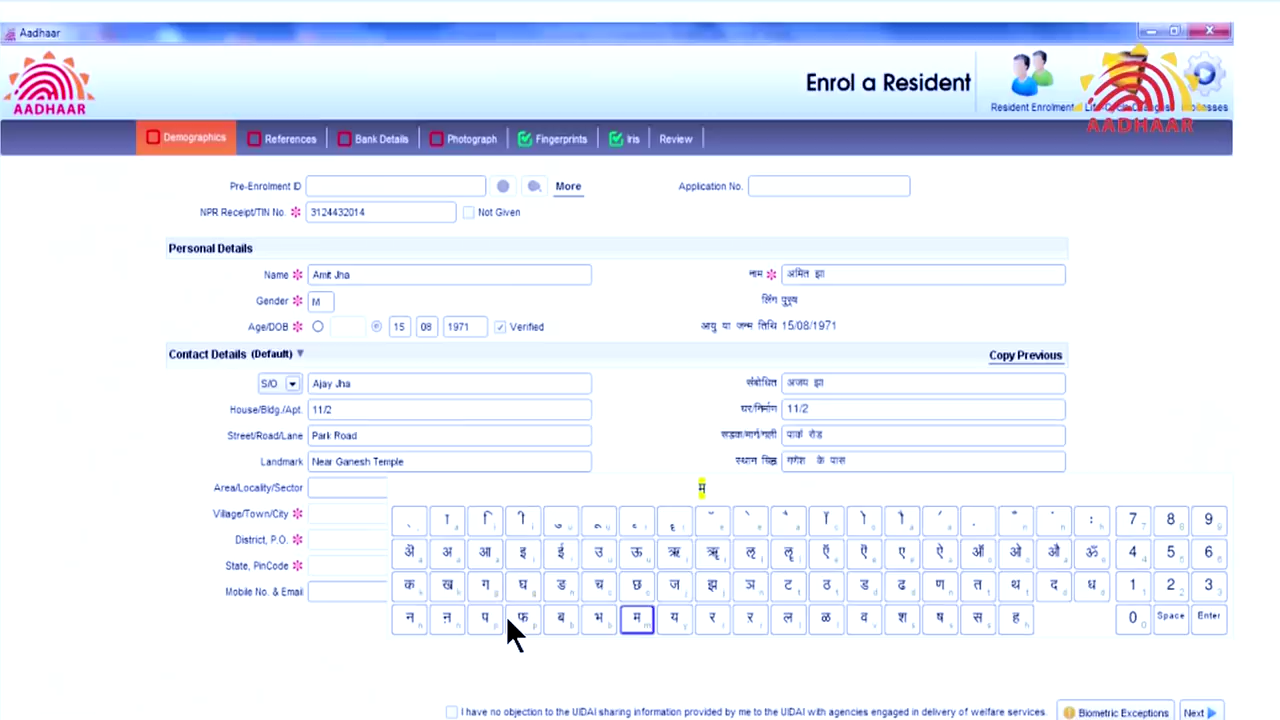 Aadhaar
AADHAAR
Enrol a Resident
Resident Enrolment
AADHAAR
Demographics References Bank Details Photograph Fingerprints Iris Review
Pre-Enrolment ID More Application No.
NPR Receipt/TIN No. * 3124432014 Not Given
Personal Details
Name * Amit Jha नाम * अमित झा
Gender * M लिंग पुरुष
Age/DOB * 15 08 1971 Verified आयु या जन्म तिथि 15/08/1971
Contact Details (Default) Copy Previous
S/O Ajay Jha संबोधित अजय झा
House/Bldg./Apt. 11/2 घर/निर्माण 11/2
Street/Road/Lane Park Road सड़क/मार्ग/गली पार्क रोड
Landmark Near Ganesh Temple स्थान चिह्न गणेश के पास
Area/Locality/Sector म
Village/Town/City *
District, P.O. *
State, PinCode *
Mobile No. & Email
7 8 9
ऄ अ आ इ ई उ ऊ ऋ ॠ ऌ ॡ ऍ ऎ ए ऐ ऑ ओ औ ॐ 4 5 6
क ख ग घ ङ च छ ज झ ञ ट ठ ड ढ ण त थ द ध 1 2 3
न ऩ प फ ब भ म य र ऱ ल ळ व श ष स ह 0 Space Enter
I have no objection to the UIDAI sharing information provided by me to the UIDAI with agencies engaged in delivery of welfare services. Biometric Exceptions Next